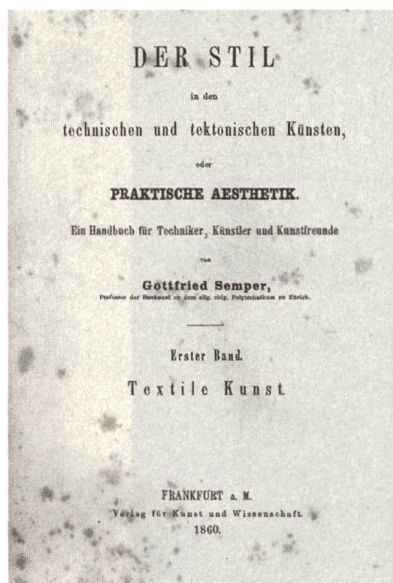 DER STIL
in den
technischen und tektonischen Künsten,
oder
PRAKTISCHE AESTHETIK.
Ein Handbuch für Techniker, Künstler und Kunstfreunde
von
Gottfried Semper,
Professor der Baukunst an dem allg. eidg. Polytechnikum zu Zürich.
Erster Band.
Textile Kunst.
FRANKFURT a. M.
Verlag für Kunst und Wissenschaft.
1860.